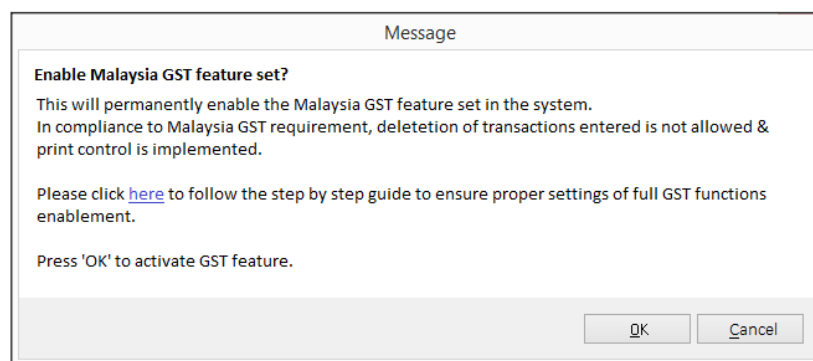 Message
Enable Malaysia GST feature set?
This will permanently enable the Malaysia GST feature set in the system.
In compliance to Malaysia GST requirement, deletetion of transactions entered is not allowed &
print control is implemented.
Please click here to follow the step by step guide to ensure proper settings of full GST functions
enablement.
Press 'OK' to activate GST feature.
OK Cancel